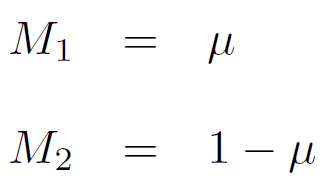 M₁ = μ
M₂ = 1 − μ